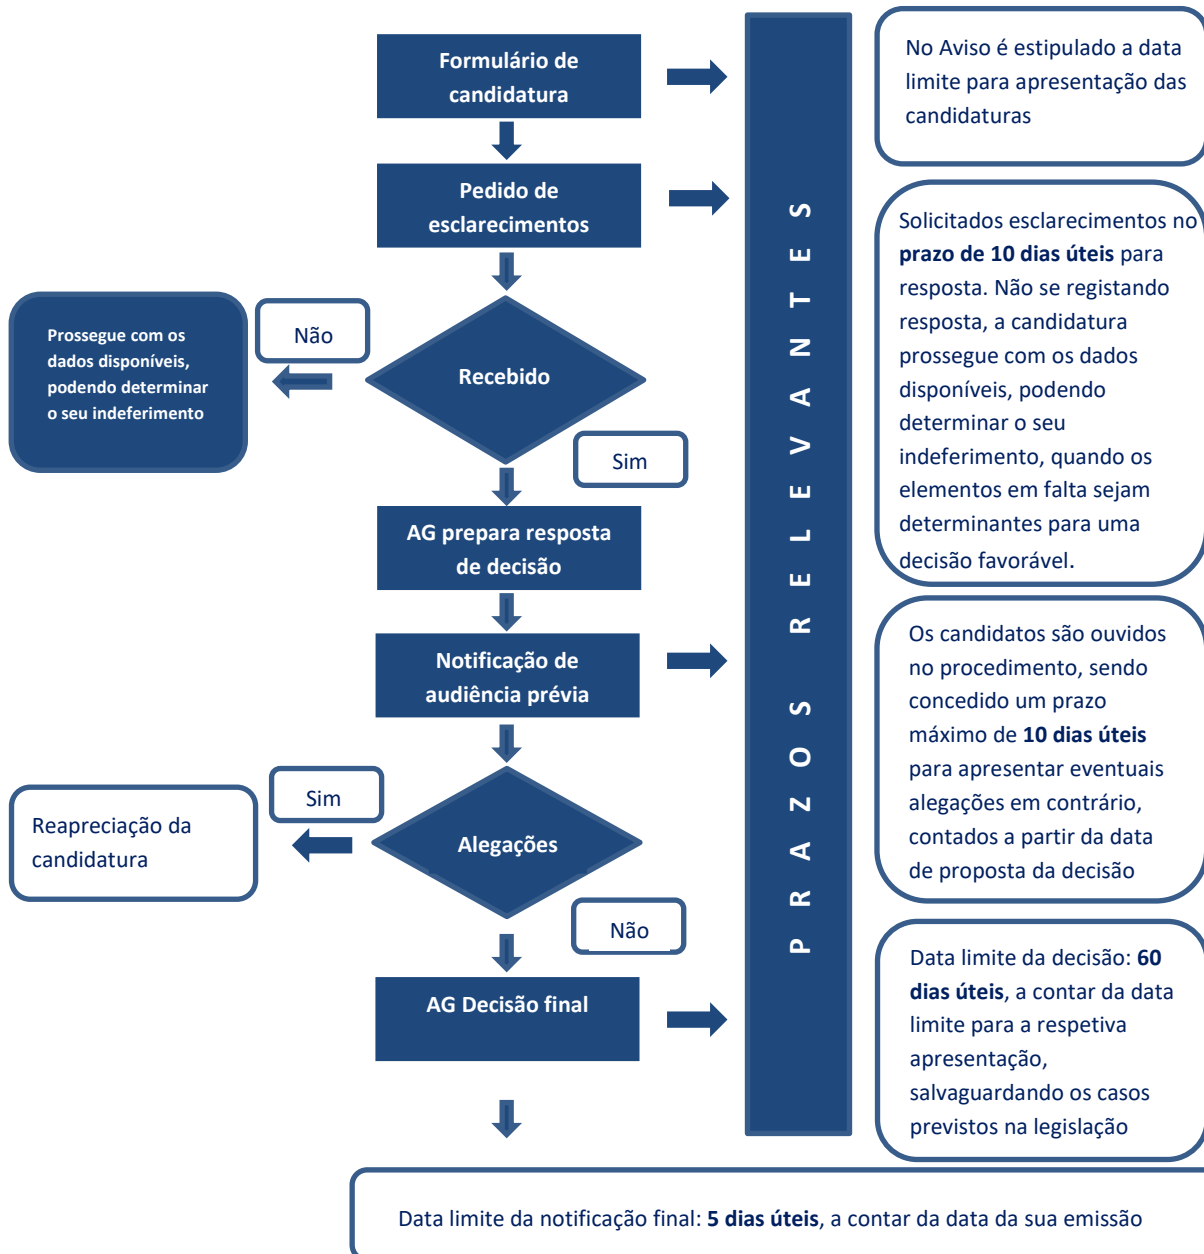 Formulário de
candidatura
No Aviso é estipulado a data
limite para apresentação das
candidaturas
Pedido de
esclarecimentos
Solicitados esclarecimentos no
prazo de 10 dias úteis para
resposta. Não se registando
resposta, a candidatura
prossegue com os dados
disponíveis, podendo
determinar o seu
indeferimento, quando os
elementos em falta sejam
determinantes para uma
decisão favorável.
Não
Prossegue com os
dados disponíveis,
podendo determinar
o seu indeferimento
Recebido
Sim
AG prepara resposta
de decisão
Notificação de
audiência prévia
Os candidatos são ouvidos
no procedimento, sendo
concedido um prazo
máximo de 10 dias úteis
para apresentar eventuais
alegações em contrário,
contados a partir da data
de proposta da decisão
Sim
Reapreciação da
candidatura
Alegações
Não
AG Decisão final
Data limite da decisão: 60
dias úteis, a contar da data
limite para a respetiva
apresentação,
salvaguardando os casos
previstos na legislação
PRAZOS RELEVANTES
Data limite da notificação final: 5 dias úteis, a contar da data da sua emissão